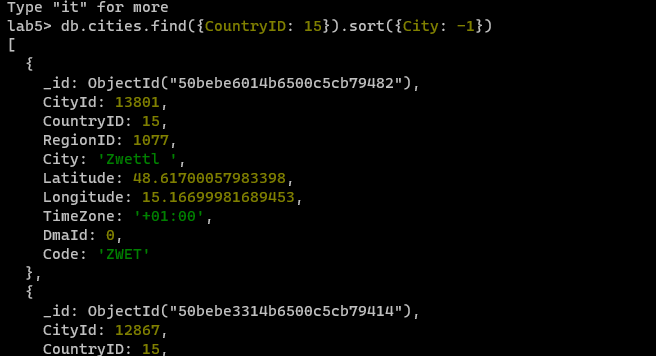 Type "it" for more
lab5> db.cities.find({CountryID: 15}).sort({City: -1})
[
  {
    _id: ObjectId("50bebe6014b6500c5cb79482"),
    CityId: 13801,
    CountryID: 15,
    RegionID: 1077,
    City: 'Zwettl ',
    Latitude: 48.61700057983398,
    Longitude: 15.16699981689453,
    TimeZone: '+01:00',
    DmaId: 0,
    Code: 'ZWET'
  },
  {
    _id: ObjectId("50bebe3314b6500c5cb79414"),
    CityId: 12867,
    CountryID: 15,